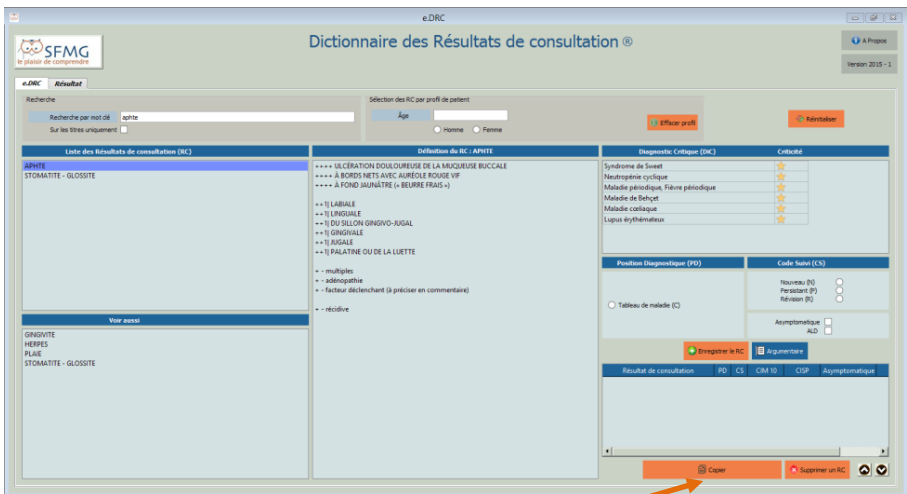 e.DRC
SFMG
le plaisir de comprendre
Dictionnaire des Résultats de consultation ®
A Propos
Version 2015 - 1
e.DRC Résultat
Recherche
Recherche par mot clé aphte
Sur les titres uniquement
Sélection des RC par profil de patient
Âge
Homme Femme
Effacer profil
Réinitaliser
Liste des Résultats de consultation (RC)
APHTE
STOMATITE - GLOSSITE
Voir aussi
GINGIVITE
HERPES
PLAIE
STOMATITE - GLOSSITE
Définition du RC : APHTE
++++ ULCÉRATION DOULOUREUSE DE LA MUQUEUSE BUCCALE
++++ À BORDS NETS AVEC AURÉOLE ROUGE VIF
++++ À FOND JAUNÂTRE (« BEURRE FRAIS »)
++1| LABIALE
++1| LINGUALE
++1| DU SILLON GINGIVO-JUGAL
++1| GINGIVALE
++1| JUGALE
++1| PALATINE OU DE LA LUETTE
+ - multiples
+ - adénopathie
+ - facteur déclenchant (à préciser en commentaire)
+ - récidive
Diagnostic Critique (DiC) Criticité
Syndrome de Sweet
Neutropénie cyclique
Maladie périodique, Fièvre périodique
Maladie de Behçet
Maladie cœliaque
Lupus érythémateux
Position Diagnostique (PD)
Tableau de maladie (C)
Code Suivi (CS)
Nouveau (N)
Persistant (P)
Révision (R)
Asymptomatique
ALD
Enregistrer le RC
Argumentaire
Résultat de consultation PD CS CIM 10 CISP Asymptomatique
Copier
Supprimer un RC